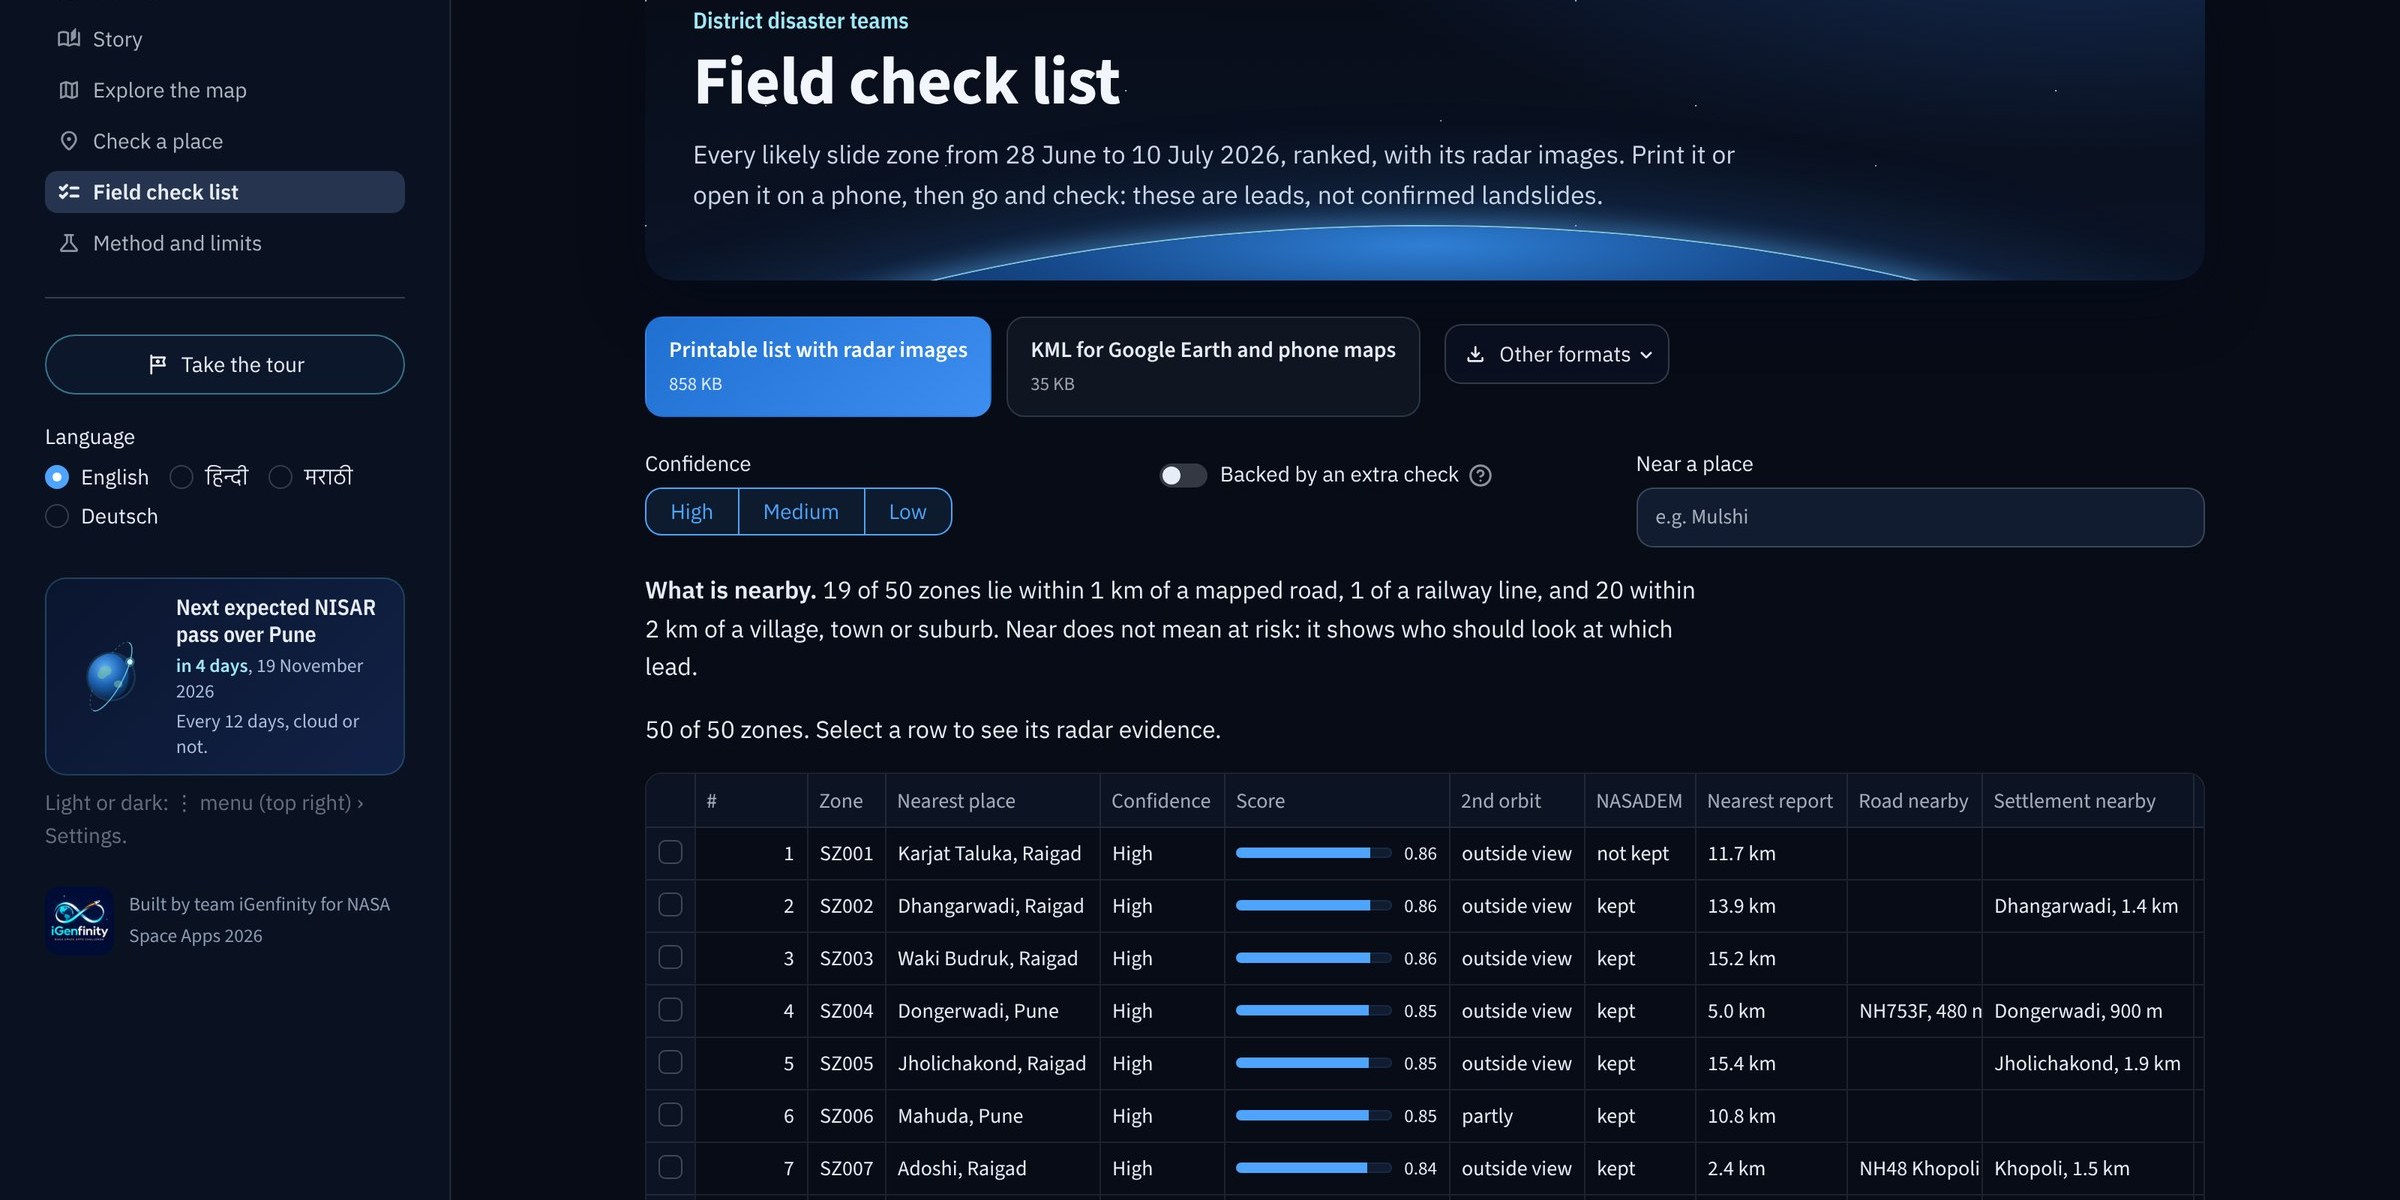 Story
Explore the map
Check a place
Field check list
Method and limits
Take the tour
Language
English
हिन्दी
मराठी
Deutsch
Next expected NISAR
pass over Pune
in 4 days, 19 November
2026
Every 12 days, cloud or
not.
Light or dark: ⋮ menu (top right) ›
Settings.
iGenfinity
Built by team iGenfinity for NASA
Space Apps 2026
District disaster teams
Field check list
Every likely slide zone from 28 June to 10 July 2026, ranked, with its radar images. Print it or
open it on a phone, then go and check: these are leads, not confirmed landslides.
Printable list with radar images
858 KB
KML for Google Earth and phone maps
35 KB
Other formats
Confidence
High Medium Low
Backed by an extra check
Near a place
e.g. Mulshi
What is nearby. 19 of 50 zones lie within 1 km of a mapped road, 1 of a railway line, and 20 within
2 km of a village, town or suburb. Near does not mean at risk: it shows who should look at which
lead.
50 of 50 zones. Select a row to see its radar evidence.
# Zone Nearest place Confidence Score 2nd orbit NASADEM Nearest report Road nearby Settlement nearby
1 SZ001 Karjat Taluka, Raigad High 0.86 outside view not kept 11.7 km
2 SZ002 Dhangarwadi, Raigad High 0.86 outside view kept 13.9 km Dhangarwadi, 1.4 km
3 SZ003 Waki Budruk, Raigad High 0.86 outside view kept 15.2 km
4 SZ004 Dongerwadi, Pune High 0.85 outside view kept 5.0 km NH753F, 480 m Dongerwadi, 900 m
5 SZ005 Jholichakond, Raigad High 0.85 outside view kept 15.4 km Jholichakond, 1.9 km
6 SZ006 Mahuda, Pune High 0.85 partly kept 10.8 km
7 SZ007 Adoshi, Raigad High 0.84 outside view kept 2.4 km NH48 Khopoli Khopoli, 1.5 km